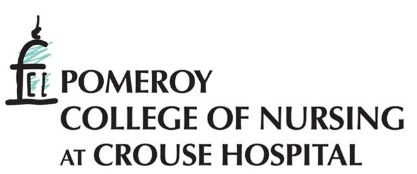 POMEROY
COLLEGE OF NURSING
AT CROUSE HOSPITAL